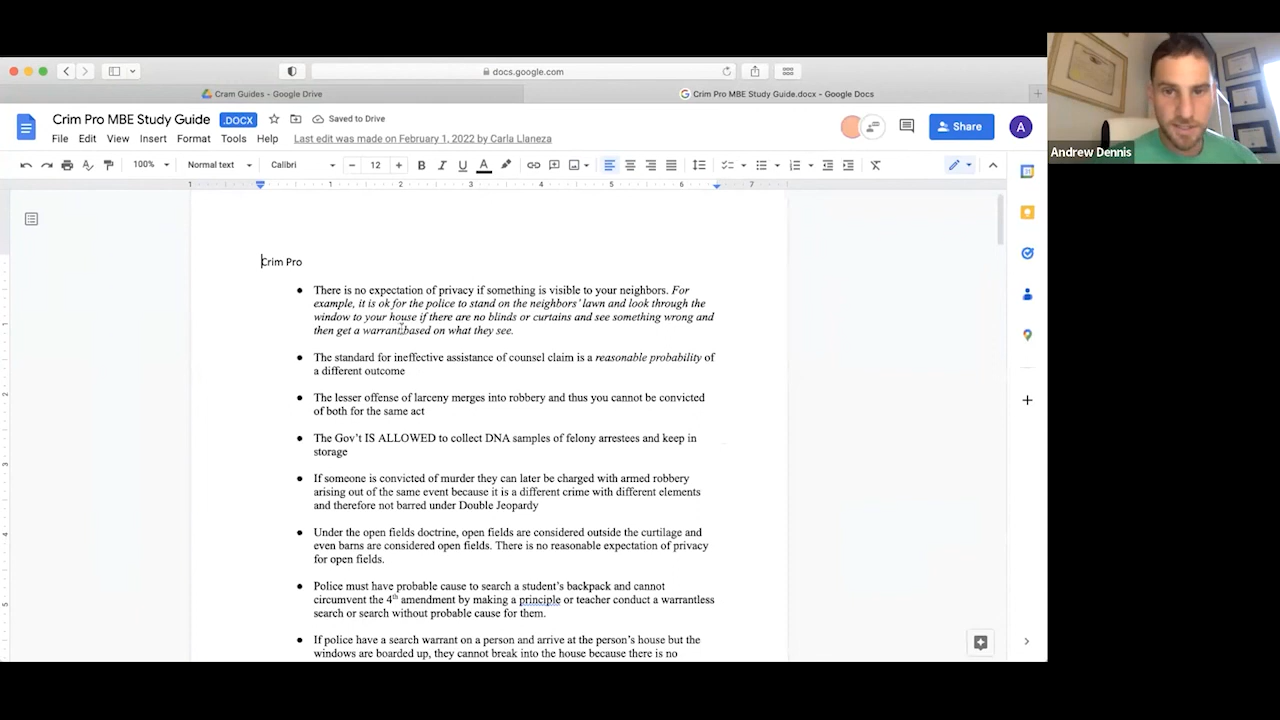 docs.google.com
Cram Guides - Google Drive
Crim Pro MBE Study Guide.docx - Google Docs
Crim Pro MBE Study Guide .DOCX
Saved to Drive
File Edit View Insert Format Tools Help Last edit was made on February 1, 2022 by Carla Llaneza
Share
A
Andrew Dennis
100% Normal text Calibri 12 B I U A
1 1 2 3 4 5 6 7
Crim Pro
There is no expectation of privacy if something is visible to your neighbors. For
example, it is ok for the police to stand on the neighbors' lawn and look through the
window to your house if there are no blinds or curtains and see something wrong and
then get a warrant based on what they see.
The standard for ineffective assistance of counsel claim is a reasonable probability of
a different outcome
The lesser offense of larceny merges into robbery and thus you cannot be convicted
of both for the same act
The Gov't IS ALLOWED to collect DNA samples of felony arrestees and keep in
storage
If someone is convicted of murder they can later be charged with armed robbery
arising out of the same event because it is a different crime with different elements
and therefore not barred under Double Jeopardy
Under the open fields doctrine, open fields are considered outside the curtilage and
even barns are considered open fields. There is no reasonable expectation of privacy
for open fields.
Police must have probable cause to search a student's backpack and cannot
circumvent the 4th amendment by making a principle or teacher conduct a warrantless
search or search without probable cause for them.
If police have a search warrant on a person and arrive at the person's house but the
windows are boarded up, they cannot break into the house because there is no